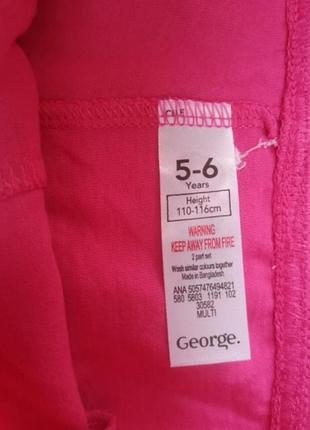 5-6
Years
Height
110-116cm
WARNING
KEEP AWAY FROM FIRE
2 part set
Wash similar colours together
Made in Bangladesh
ANA 5057476494821
580 5603 1191 102
30582
MULTI
George.